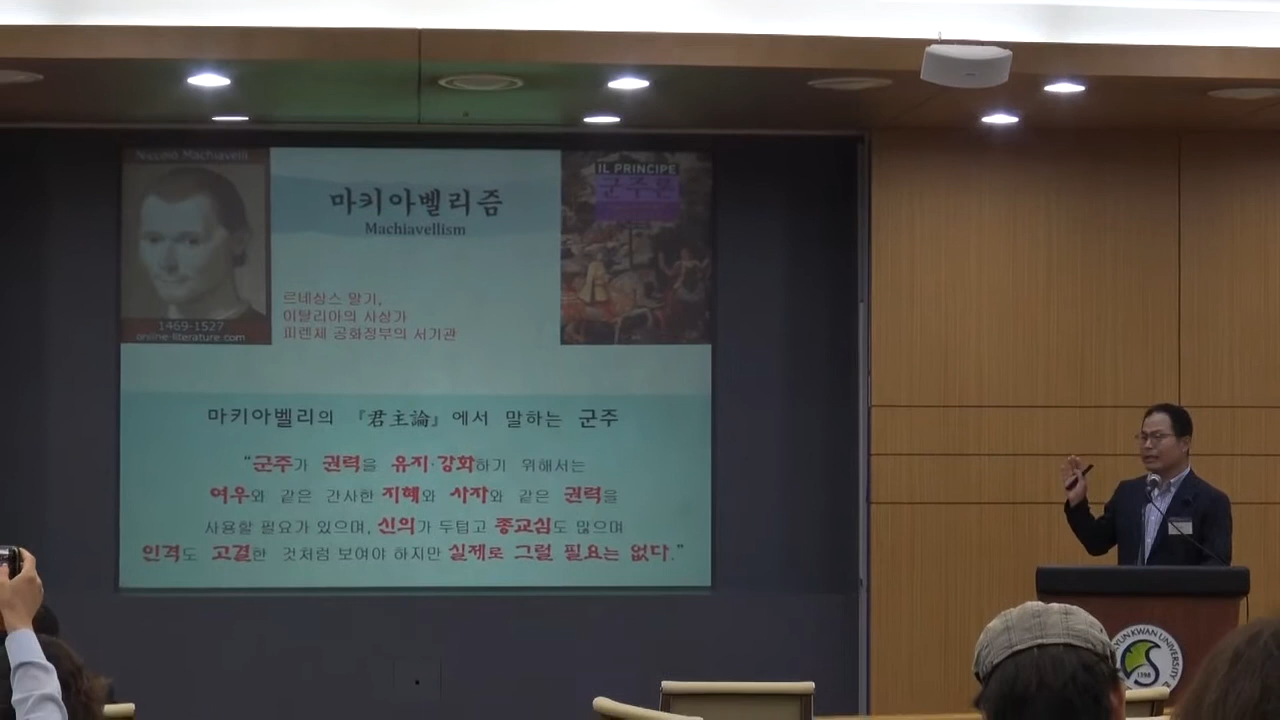 Niccolò Machiavelli
1469-1527
online-literature.com
마키아벨리즘
Machiavellism
르네상스 말기,
이탈리아의 사상가
피렌체 공화정부의 서기관
IL PRINCIPE
군주론
마키아벨리의 『君主論』에서 말하는 군주
“군주가 권력을 유지·강화하기 위해서는
여우와 같은 간사한 지혜와 사자와 같은 권력을
사용할 필요가 있으며, 신의가 두텁고 종교심도 많으며
인격도 고결한 것처럼 보여야 하지만 실제로 그럴 필요는 없다.”
YUN KWAN UNIVERSITY
1398